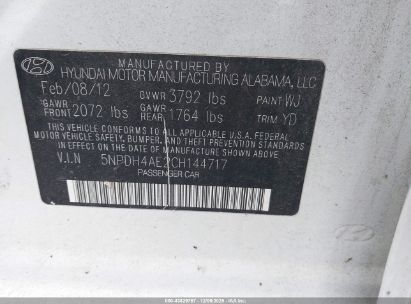 MANUFACTURED BY
HYUNDAI MOTOR MANUFACTURING ALABAMA, LLC
Feb/08/12 GVWR 3792 lbs PAINT WJ
GAWR FRONT 2072 lbs GAWR REAR 1764 lbs TRIM YD
THIS VEHICLE CONFORMS TO ALL APPLICABLE U.S.A. FEDERAL
MOTOR VEHICLE SAFETY, BUMPER, AND THEFT PREVENTION
STANDARDS IN EFFECT ON THE DATE OF MANUFACTURE SHOWN ABOVE.
V.I.N 5NPDH4AE2CH144717
PASSENGER CAR